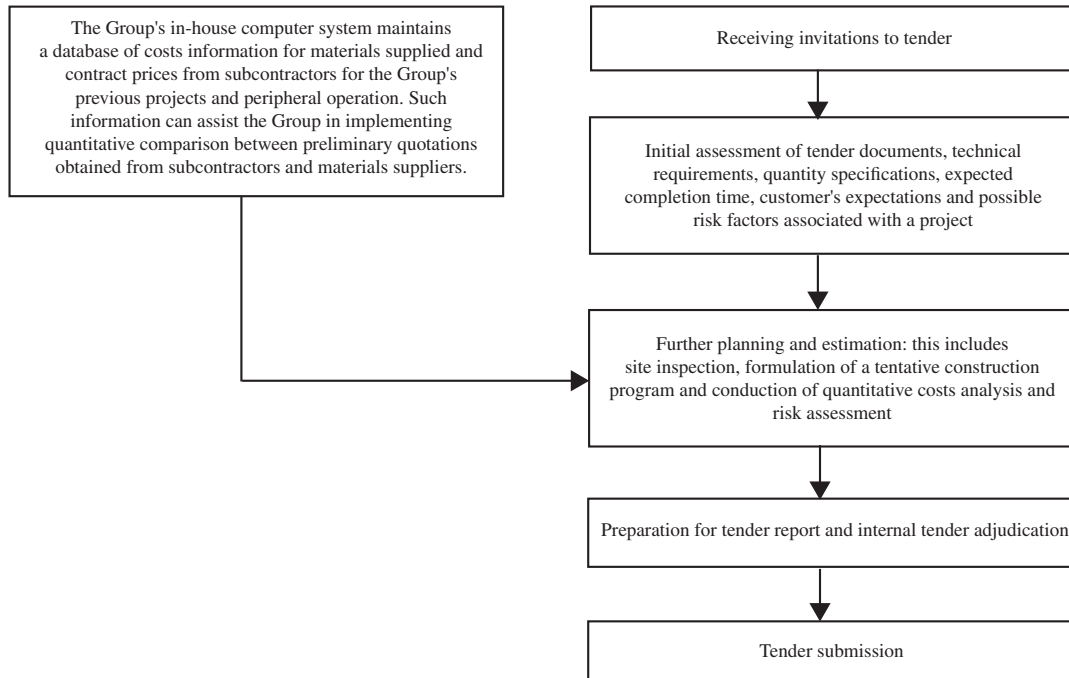 The Group's in-house computer system maintains
a database of costs information for materials supplied and
contract prices from subcontractors for the Group's
previous projects and peripheral operation. Such
information can assist the Group in implementing
quantitative comparison between preliminary quotations
obtained from subcontractors and materials suppliers.
Receiving invitations to tender
Initial assessment of tender documents, technical
requirements, quantity specifications, expected
completion time, customer's expectations and possible
risk factors associated with a project
Further planning and estimation: this includes
site inspection, formulation of a tentative construction
program and conduction of quantitative costs analysis and
risk assessment
Preparation for tender report and internal tender adjudication
Tender submission